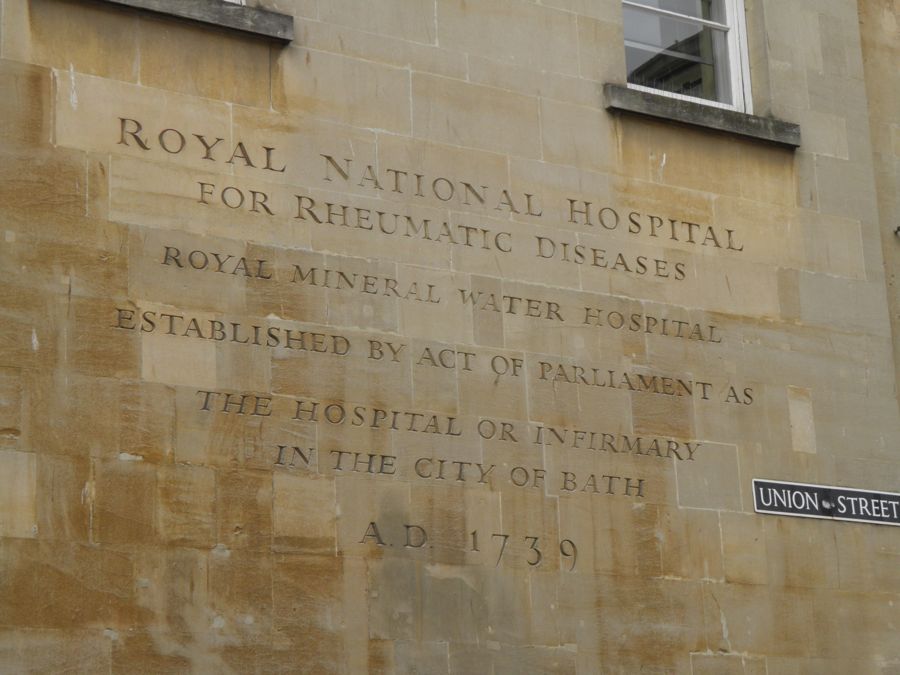 ROYAL NATIONAL HOSPITAL
FOR RHEUMATIC DISEASES
ROYAL MINERAL WATER HOSPITAL
ESTABLISHED BY ACT OF PARLIAMENT AS
THE HOSPITAL OR INFIRMARY
IN THE CITY OF BATH
A.D. 1739
UNION STREET